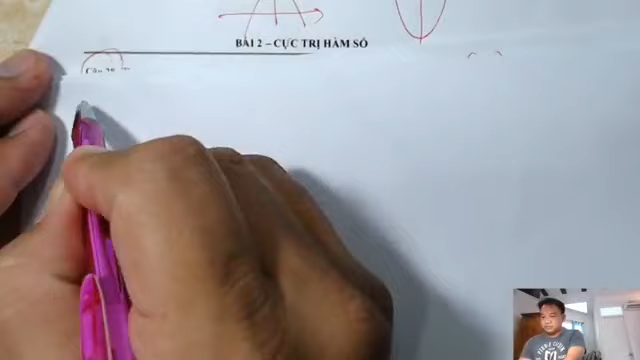 BÀI 2 – CỰC TRỊ HÀM SỐ